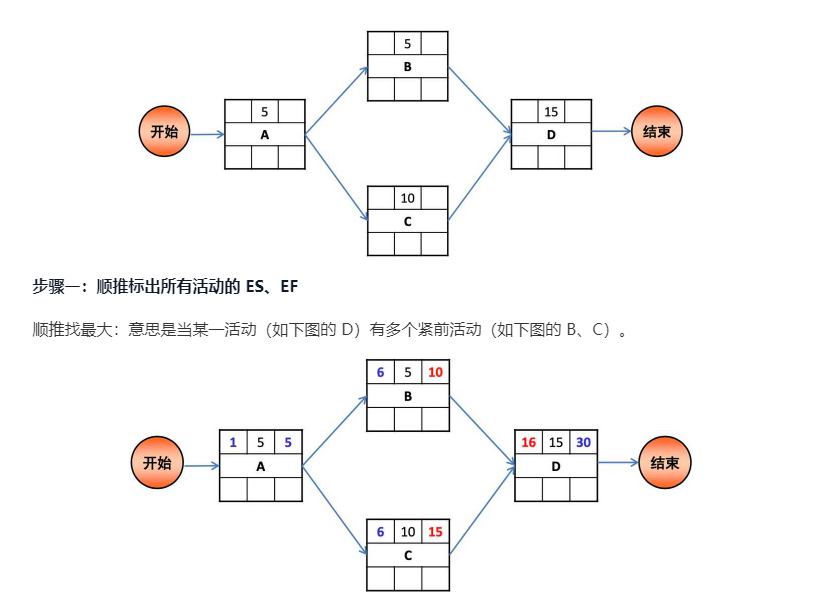 5
B
5
15
开始
A
D
结束
10
C
步骤一：顺推标出所有活动的 ES、EF
顺推找最大：意思是当某一活动（如下图的 D）有多个紧前活动（如下图的 B、C）。
6 5 10
B
1 5 5
16 15 30
开始
A
D
结束
6 10 15
C